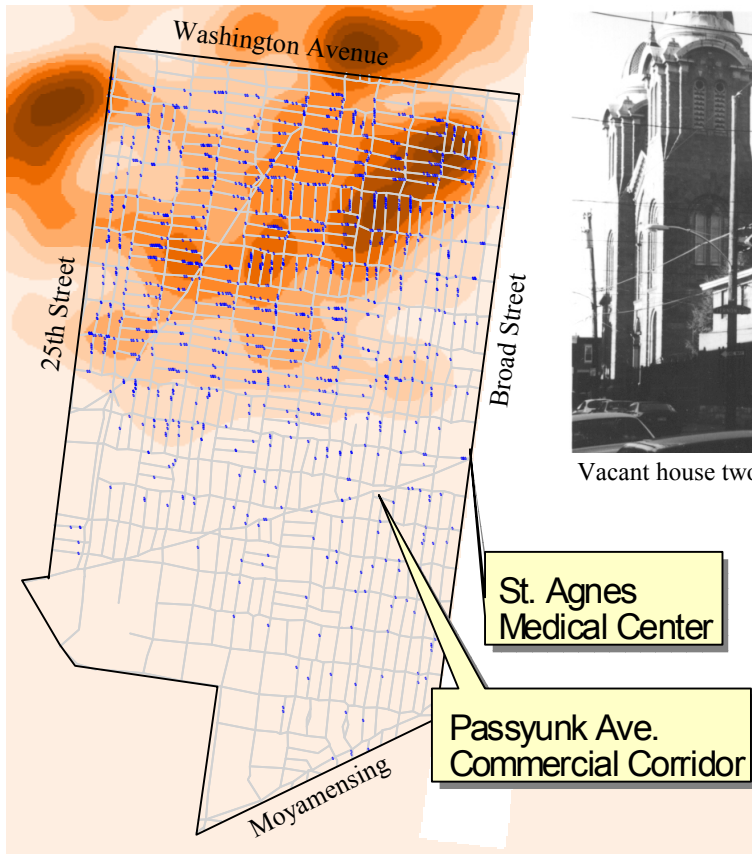 Washington Avenue
25th Street
Broad Street
Vacant house two
St. Agnes
Medical Center
Passyunk Ave.
Commercial Corridor
Moyamensing